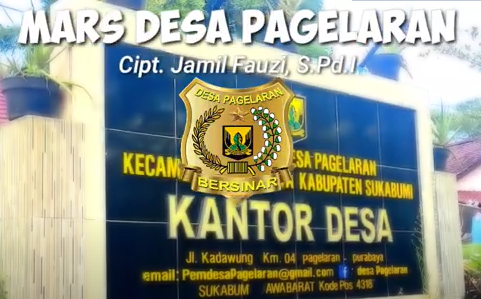 MARS DESA PAGELARAN
Cipt. Jamil Fauzi, S.Pd.I
DESA PAGELARAN
BERSINAR
DESA PAGELARAN
KABUPATEN SUKABUMI
KANTOR DESA
Jl. Kadawung Km. 04 pagelaran - purabaya
email: PemdesaPagelaran@gmail.com f : desa Pagelaran
SUKABUM AWABARAT Kode Pos 4318